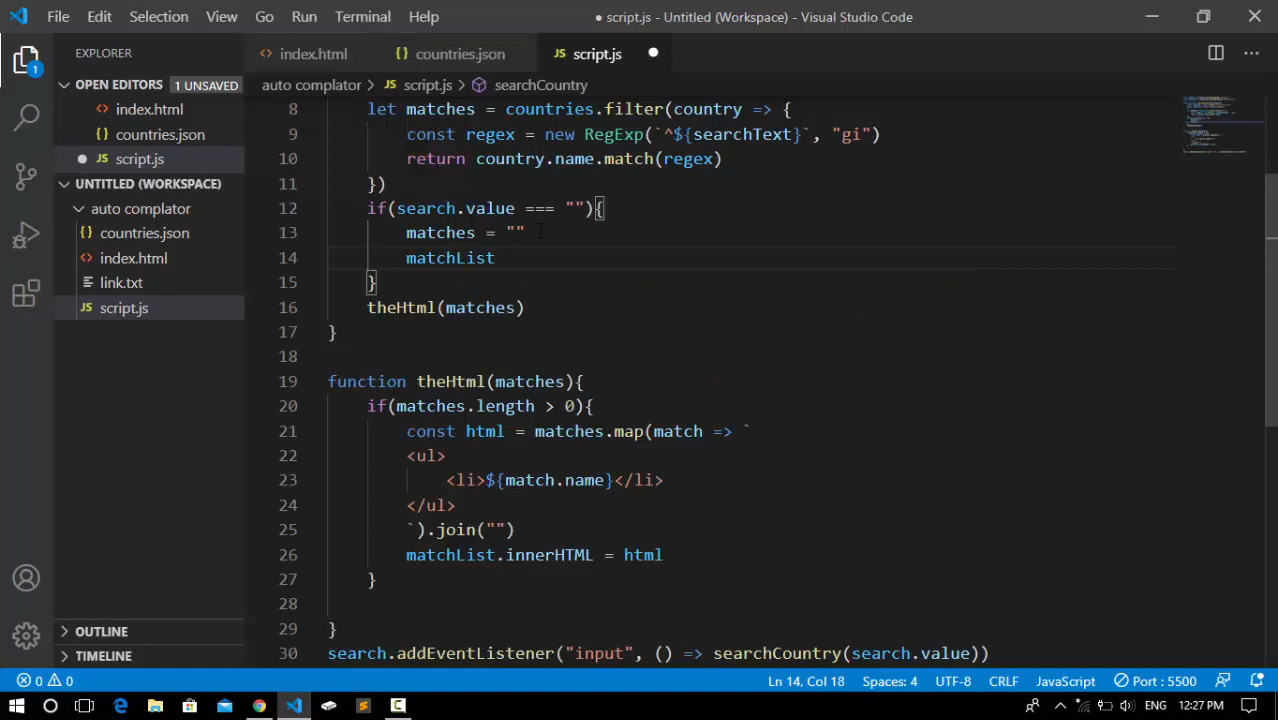 File Edit Selection View Go Run Terminal Help
● script.js - Untitled (Workspace) - Visual Studio Code
EXPLORER
index.html
countries.json
JS script.js
OPEN EDITORS 1 UNSAVED
auto complator > JS script.js > searchCountry
index.html
countries.json
JS script.js
UNTITLED (WORKSPACE)
auto complator
countries.json
index.html
link.txt
JS script.js
OUTLINE
TIMELINE
1
8 let matches = countries.filter(country => {
9 const regex = new RegExp(`^${searchText}`, "gi")
10 return country.name.match(regex)
11 })
12 if(search.value === ""){
13 matches = ""
14 matchList
15 }
16 theHtml(matches)
17 }
18
19 function theHtml(matches){
20 if(matches.length > 0){
21 const html = matches.map(match => `
22 <ul>
23 <li>${match.name}</li>
24 </ul>
25 `).join("")
26 matchList.innerHTML = html
27 }
28
29 }
30 search.addEventListener("input", () => searchCountry(search.value))
0 0 Ln 14, Col 18 Spaces: 4 UTF-8 CRLF JavaScript Port : 5500
ENG 12:27 PM